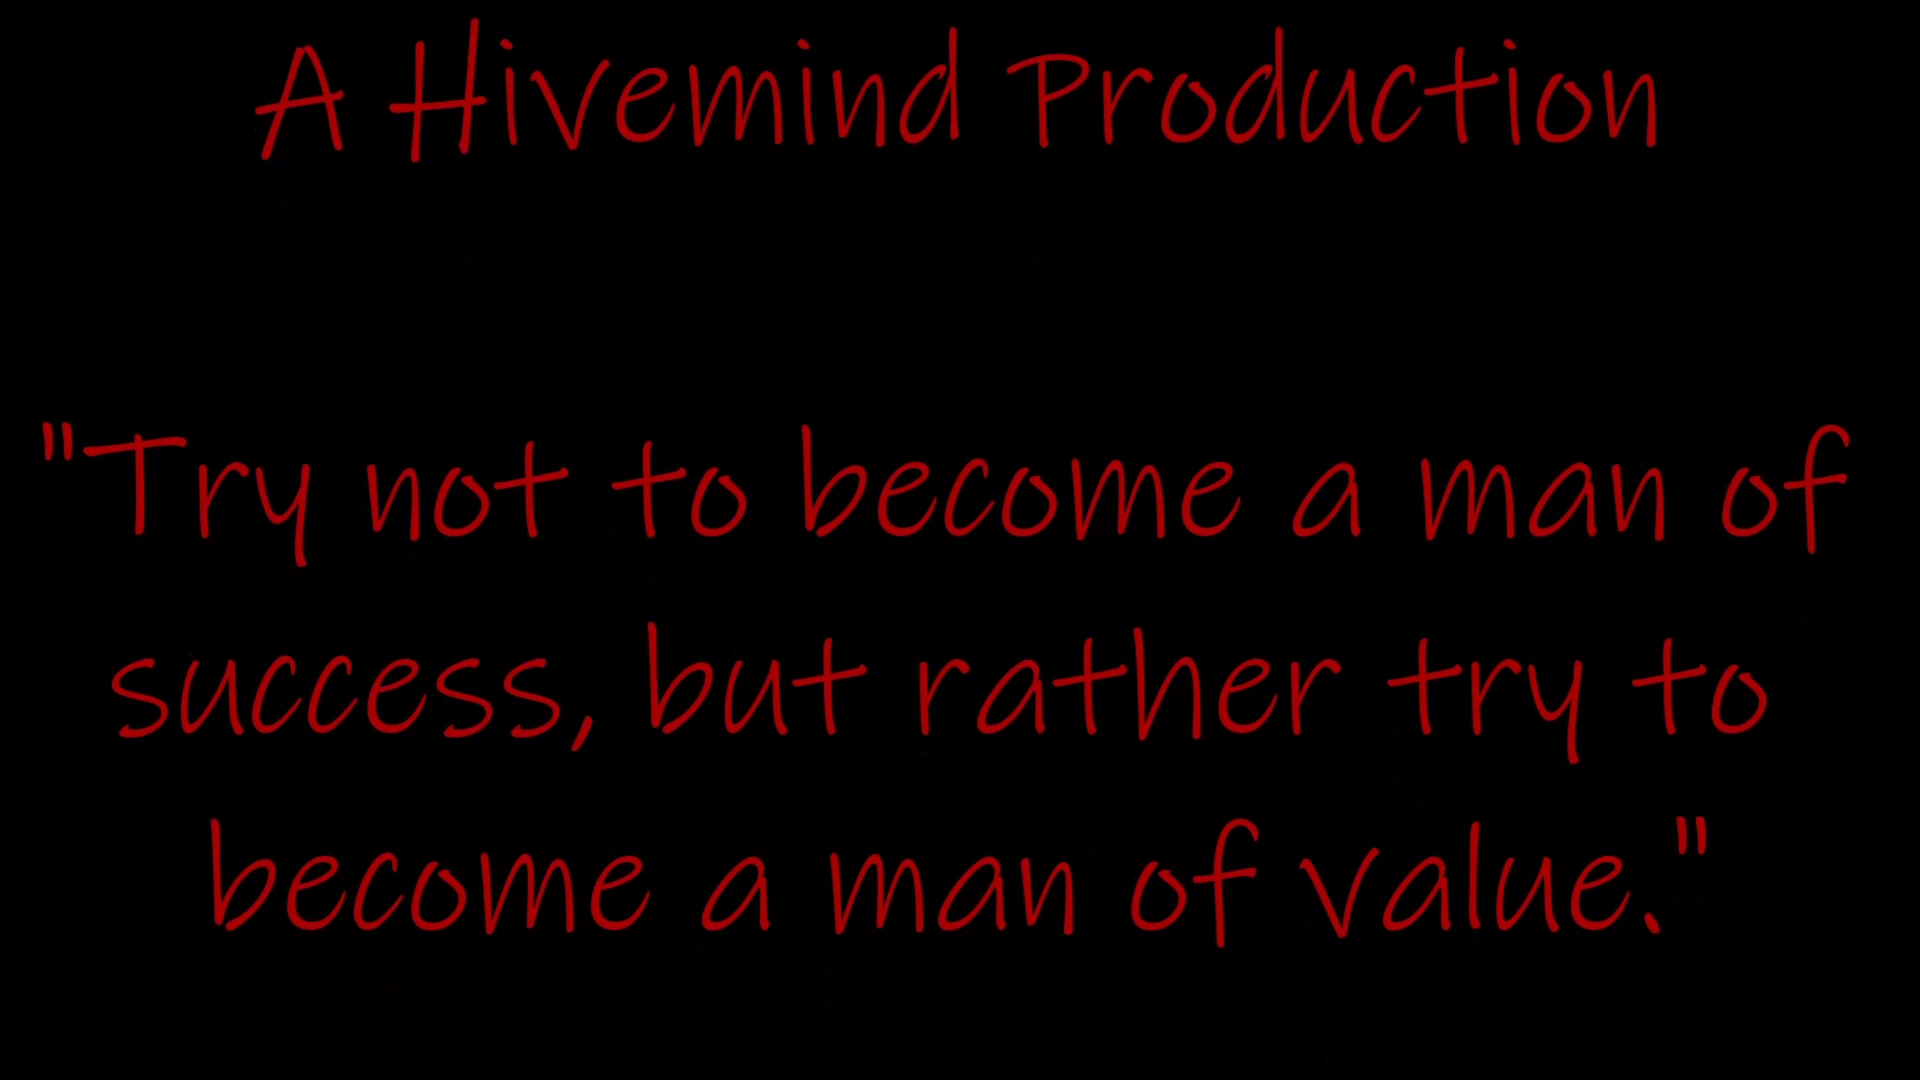 A Hivemind Production
"Try not to become a man of
success, but rather try to
become a man of value."